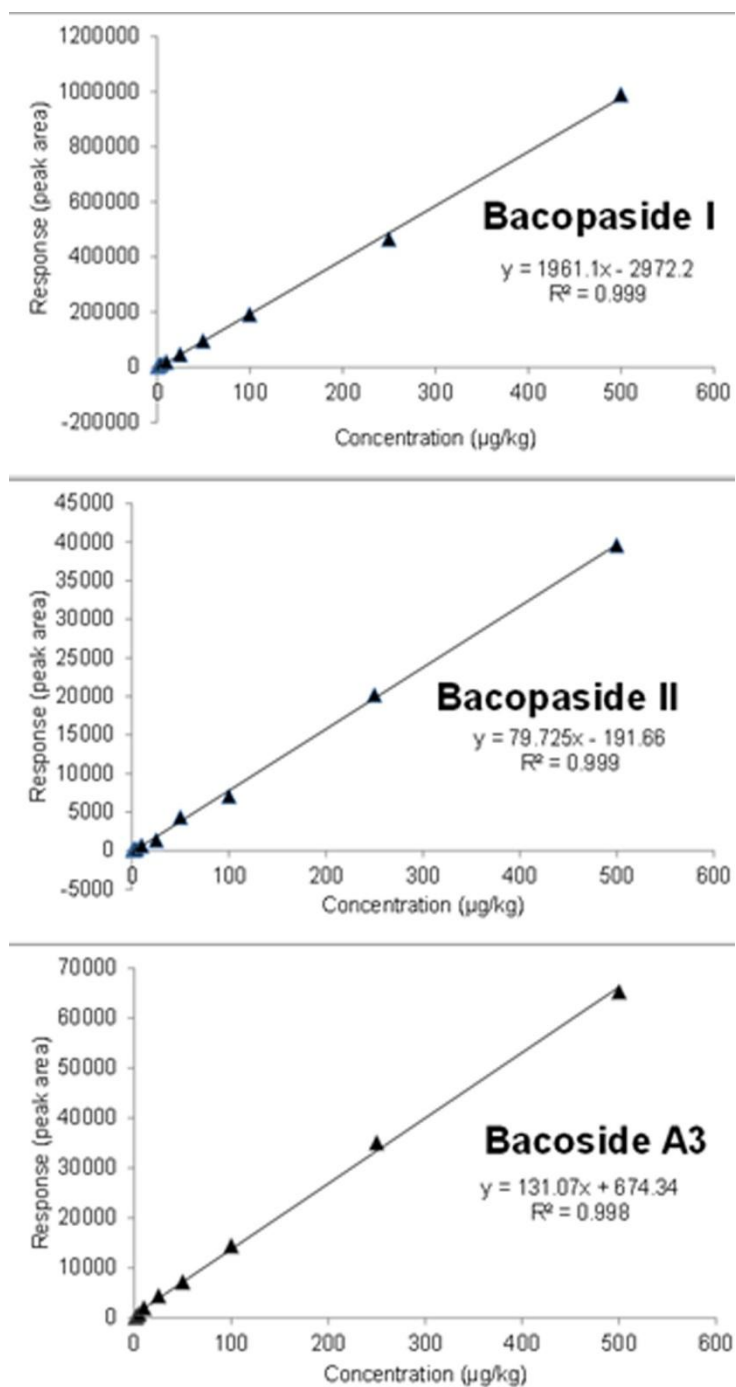 1200000
1000000
800000
600000
400000
200000
0
-200000
Response (peak area)
Bacopaside I
y = 1961.1x - 2972.2
R² = 0.999
0 100 200 300 400 500 600
Concentration (µg/kg)
45000
40000
35000
30000
25000
20000
15000
10000
5000
0
-5000
Response (peak area)
Bacopaside II
y = 79.725x - 191.66
R² = 0.999
0 100 200 300 400 500 600
Concentration (µg/kg)
70000
60000
50000
40000
30000
20000
10000
0
Response (peak area)
Bacoside A3
y = 131.07x + 674.34
R² = 0.998
0 100 200 300 400 500 600
Concentration (µg/kg)